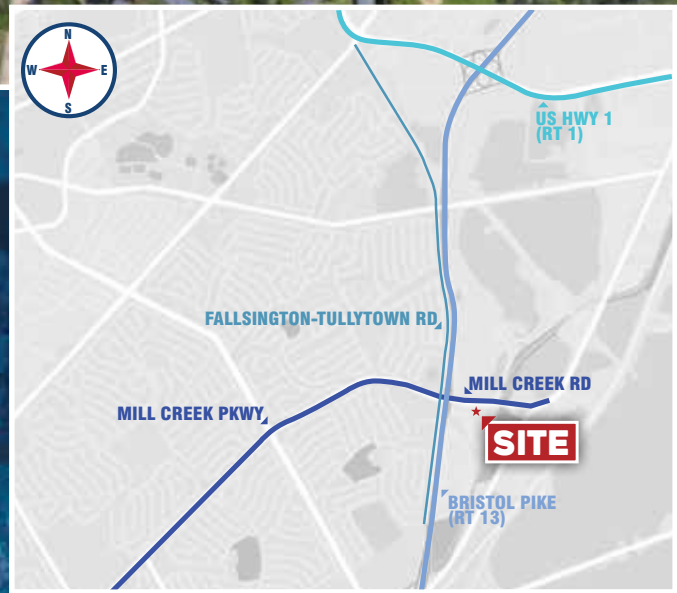 N
W E
S
US HWY 1
(RT 1)
FALLSINGTON-TULLYTOWN RD
MILL CREEK RD
MILL CREEK PKWY
SITE
BRISTOL PIKE
(RT 13)